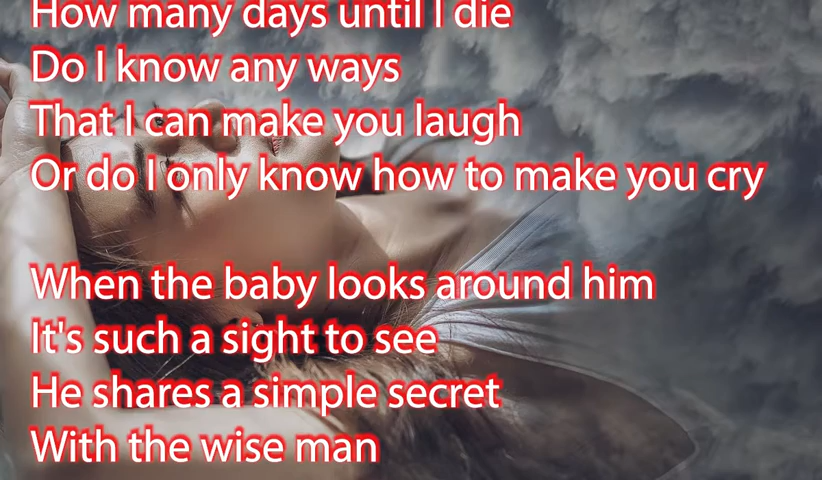 How many days until I die
Do I know any ways
That I can make you laugh
Or do I only know how to make you cry
When the baby looks around him
It's such a sight to see
He shares a simple secret
With the wise man